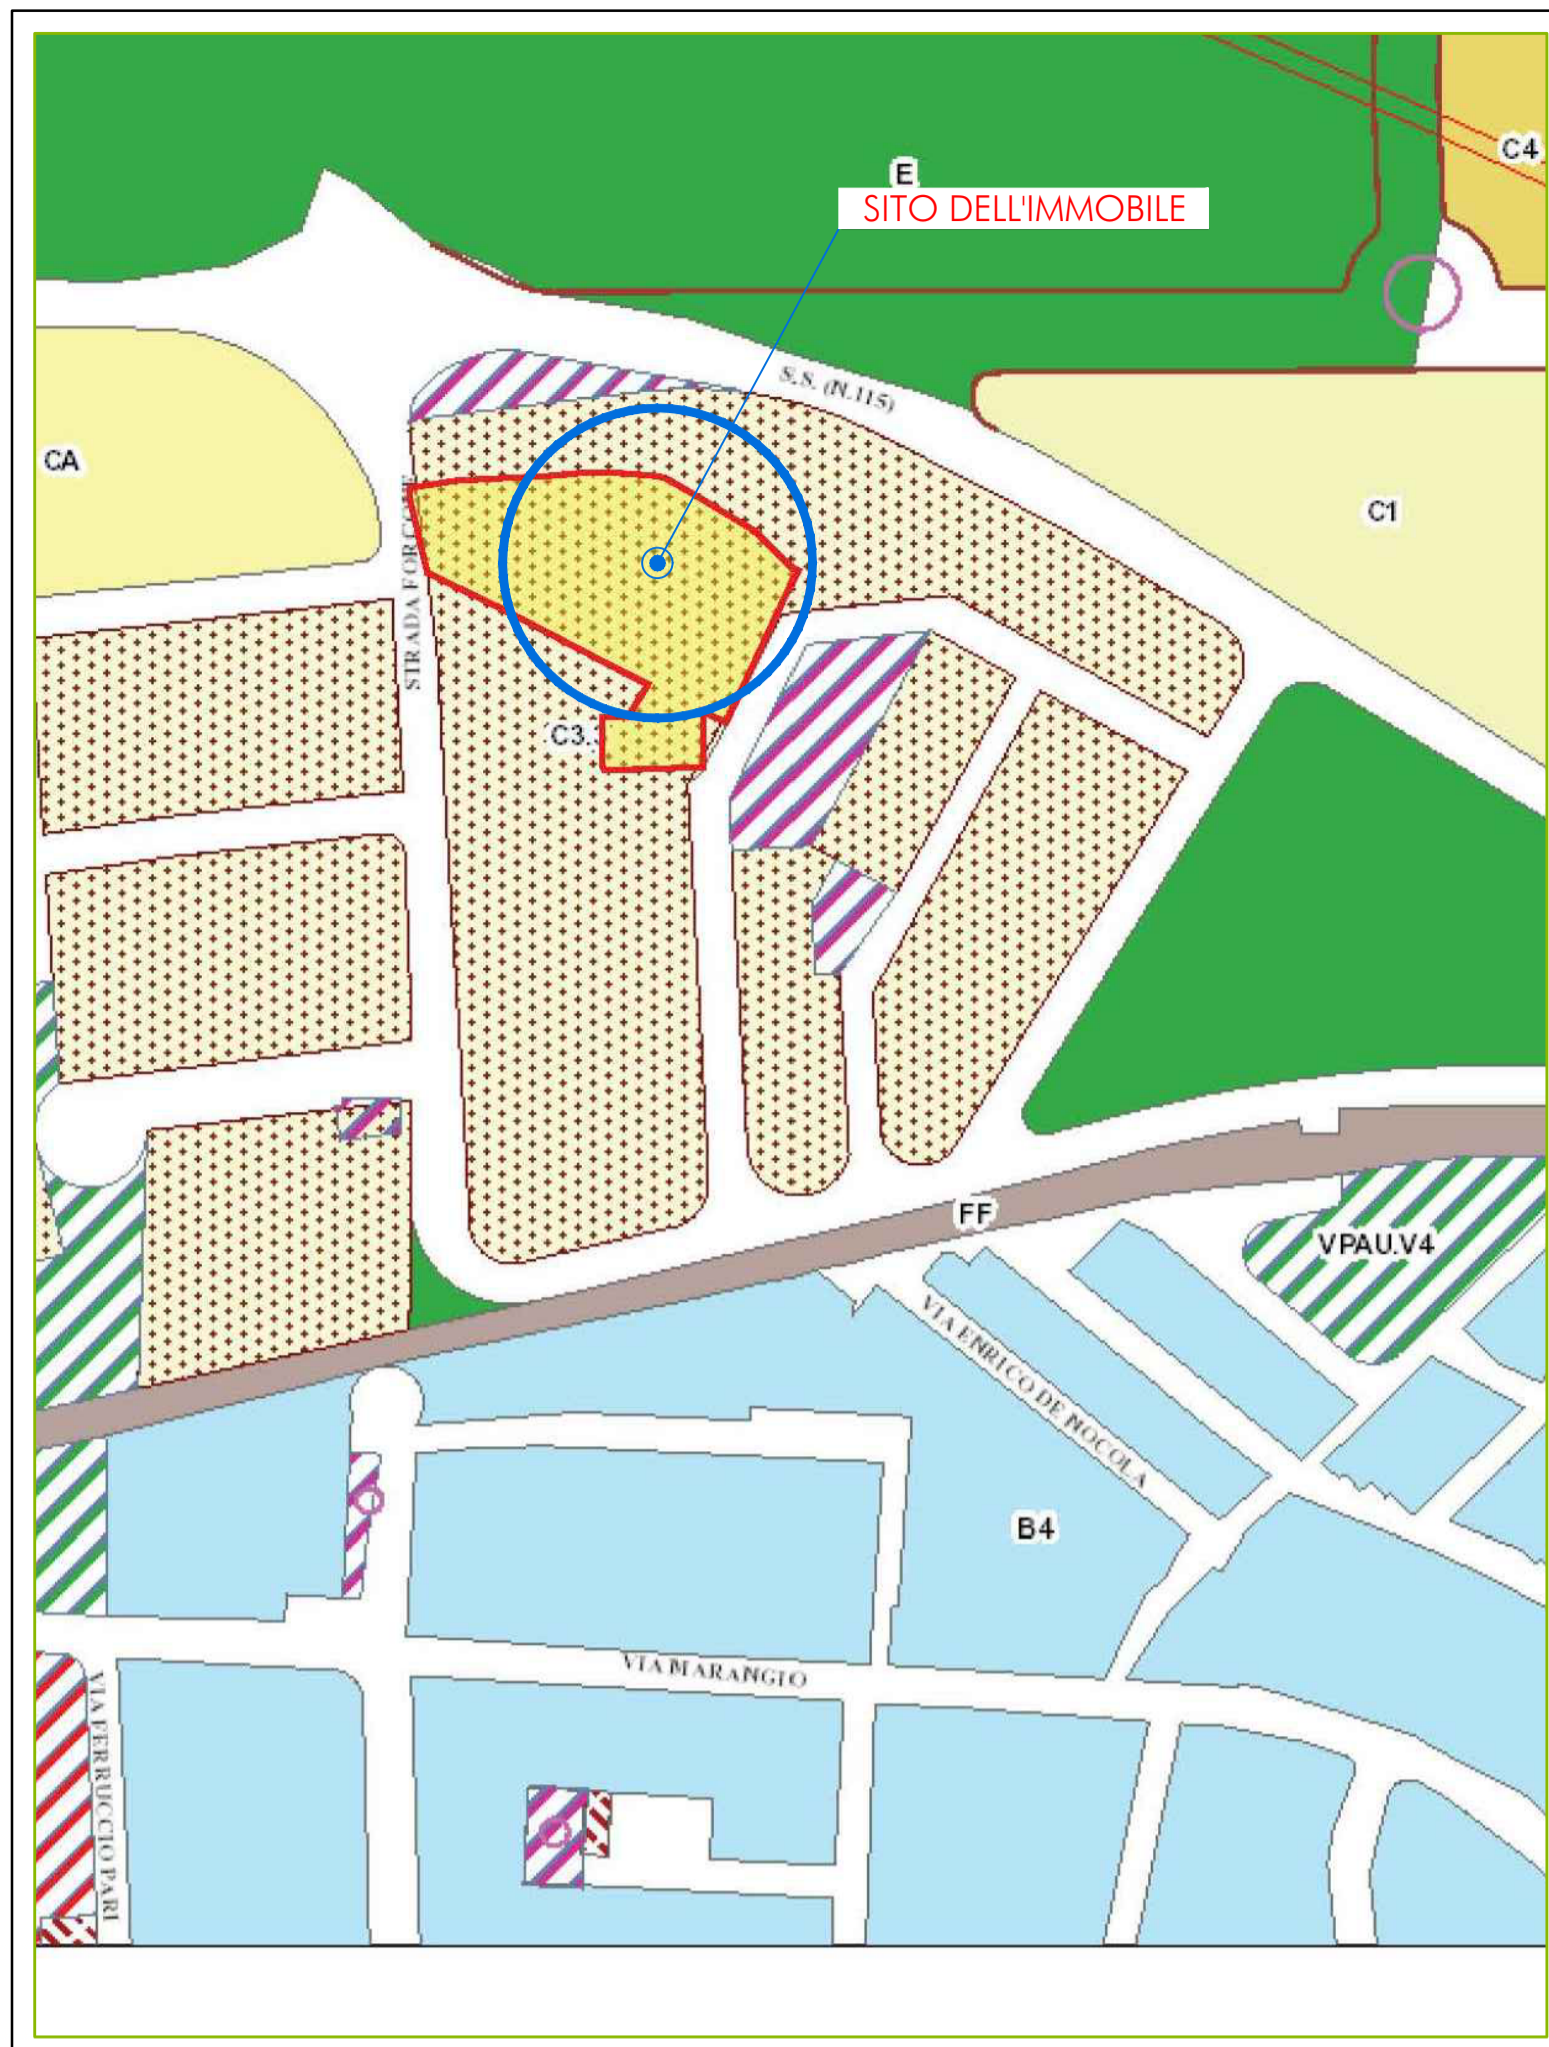 C4
E
SITO DELL'IMMOBILE
S.S. (N.115)
CA
C1
STRADA FORCONE
C3.
FF
VPAU.V4
VIA ENRICO DE NOCOLA
B4
VIA MARANGIO
VIA FERRUCCIO PARI